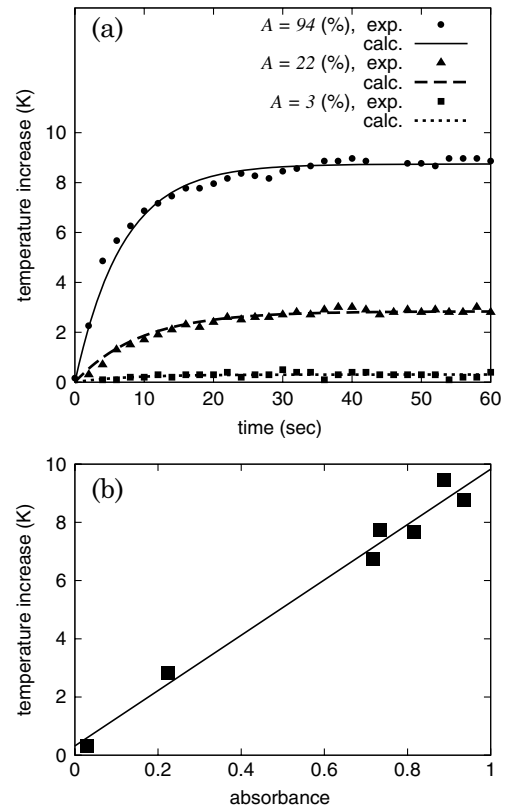 (a)
A = 94 (%), exp.
calc.
A = 22 (%), exp.
calc.
A = 3 (%), exp.
calc.
temperature increase (K)
10
8
6
4
2
0
0 10 20 30 40 50 60
time (sec)
(b)
temperature increase (K)
10
8
6
4
2
0
0 0.2 0.4 0.6 0.8 1
absorbance